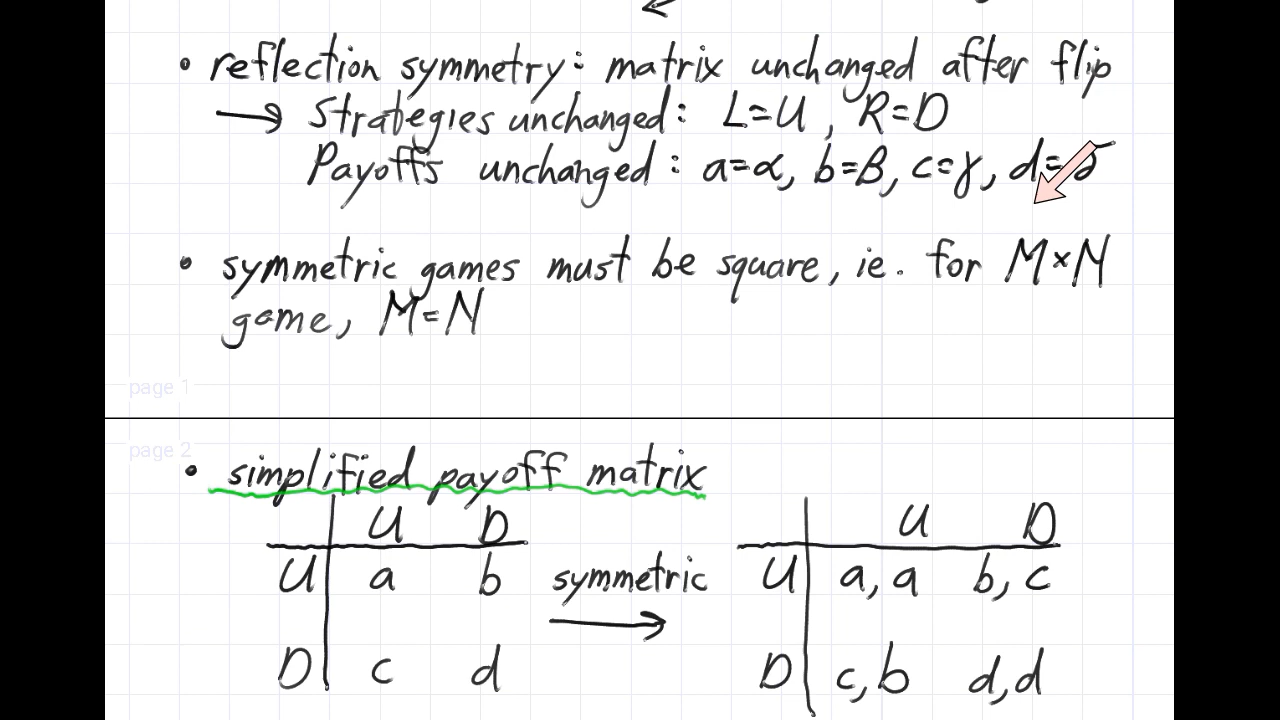 • reflection symmetry: matrix unchanged after flip
→ Strategies unchanged: L=U, R=D
Payoffs unchanged: a=α, b=β, c=γ, d=δ
• symmetric games must be square, ie. for M×N
game, M=N
page 1
page 2
• simplified payoff matrix
U D
U a b
D c d
symmetric
→
U D
U a, a b, c
D c, b d, d